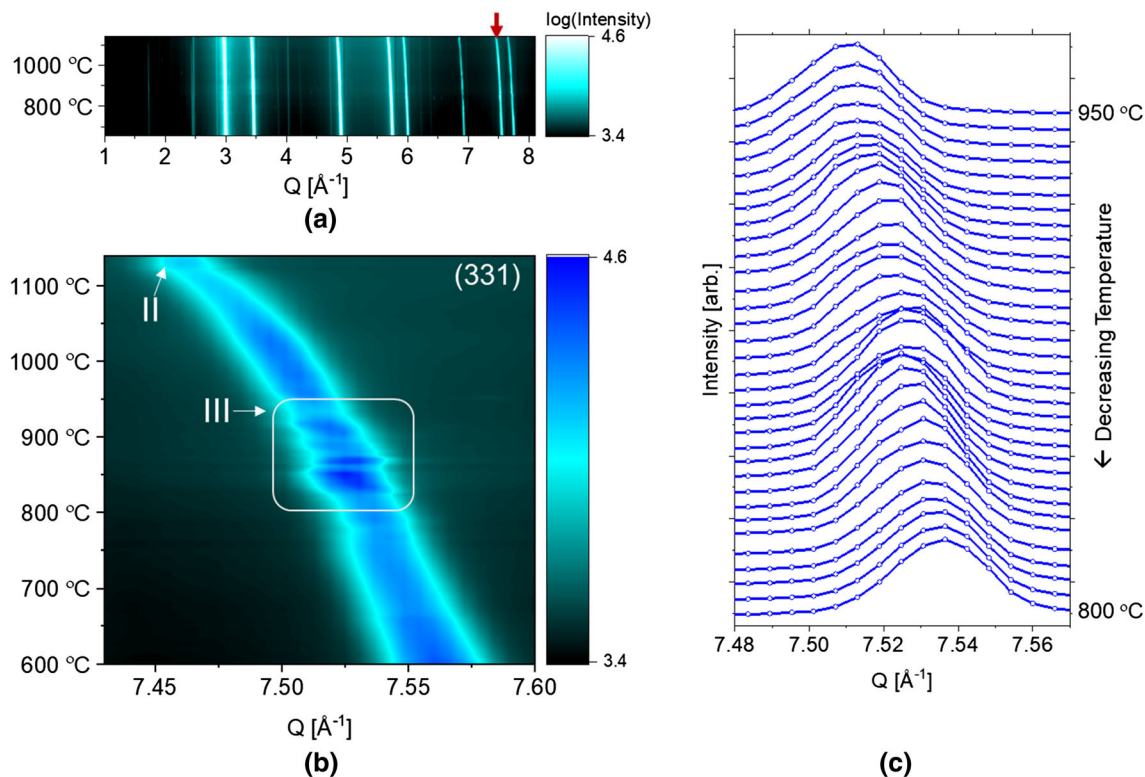 log(Intensity)
4.6
3.4
1000 °C
800 °C
1 2 3 4 5 6 7 8
Q [Å⁻¹]
(a)
1100 °C
1000 °C
900 °C
800 °C
700 °C
600 °C
II
III
(331)
4.6
3.4
7.45 7.50 7.55 7.60
Q [Å⁻¹]
(b)
Intensity [arb.]
950 °C
← Decreasing Temperature
800 °C
7.48 7.50 7.52 7.54 7.56
Q [Å⁻¹]
(c)